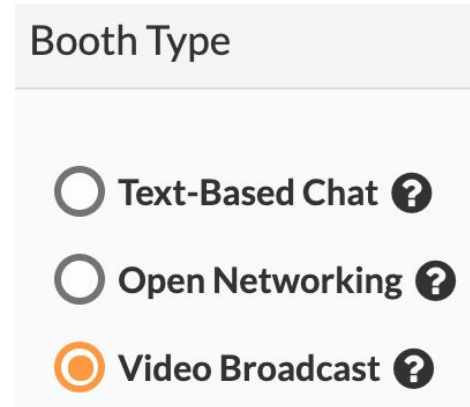 Booth Type
Text-Based Chat ?
Open Networking ?
Video Broadcast ?